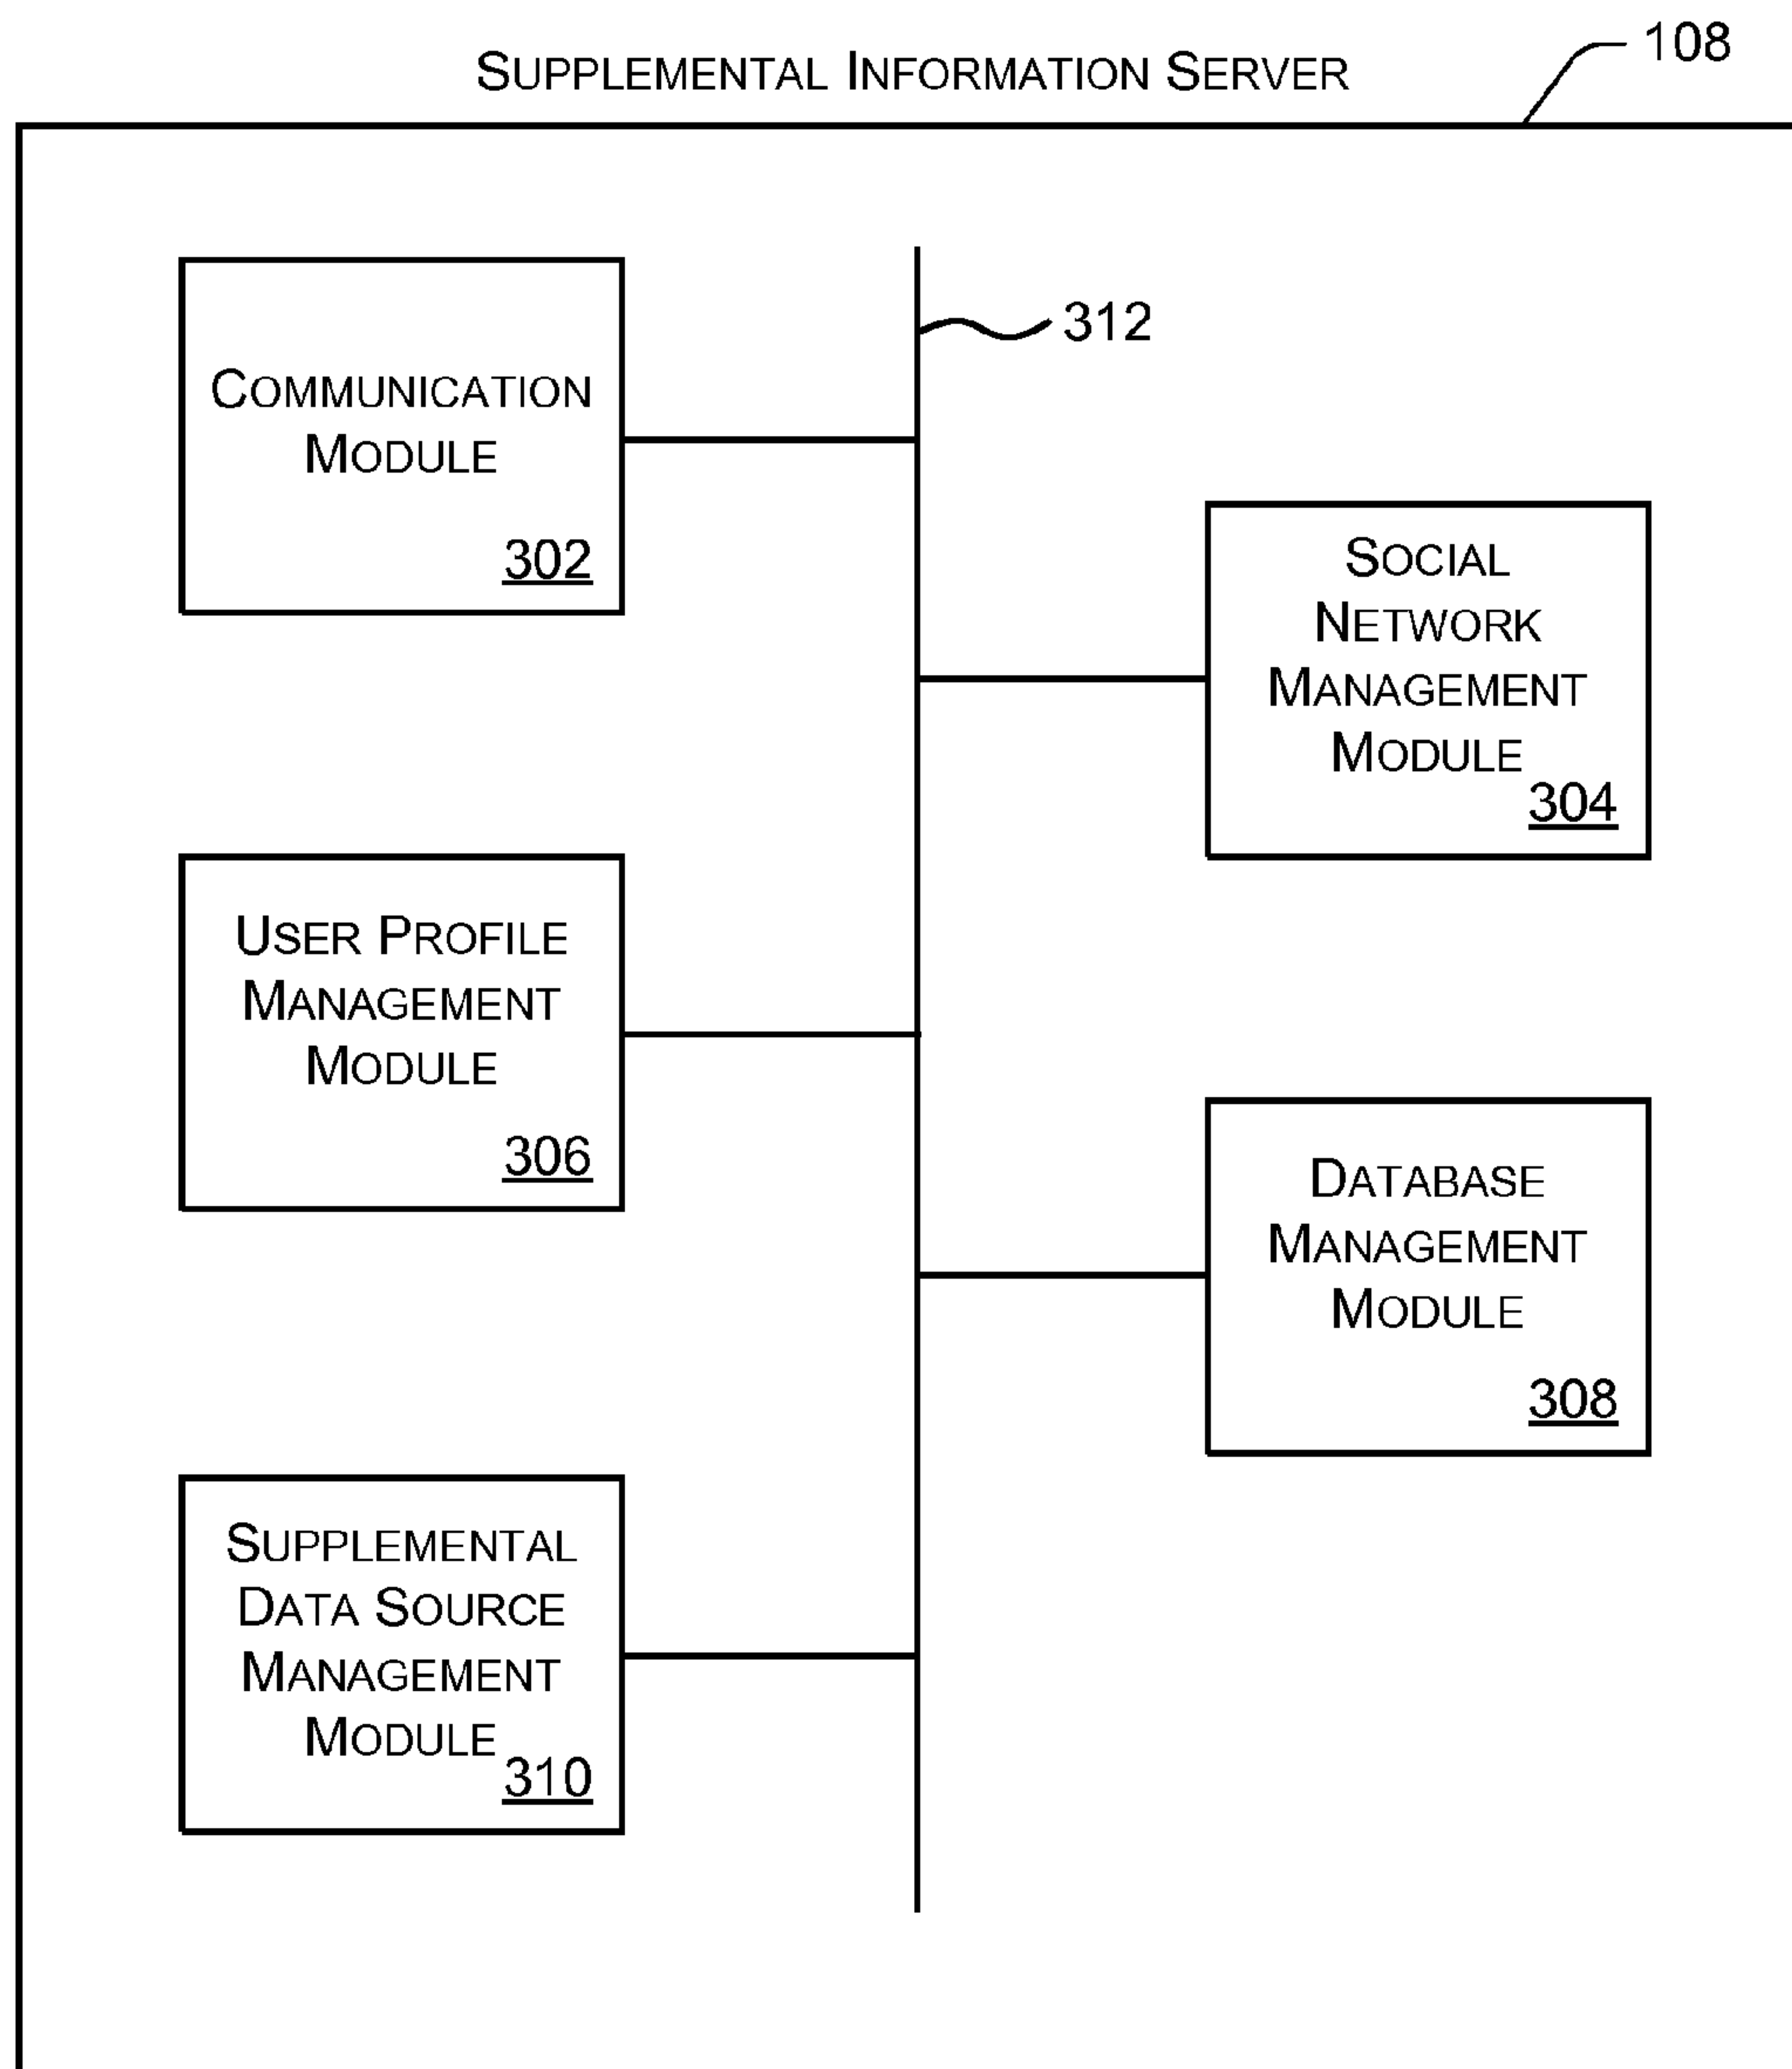 SUPPLEMENTAL INFORMATION SERVER
108
312
COMMUNICATION
MODULE
302
SOCIAL
NETWORK
MANAGEMENT
MODULE
304
USER PROFILE
MANAGEMENT
MODULE
306
DATABASE
MANAGEMENT
MODULE
308
SUPPLEMENTAL
DATA SOURCE
MANAGEMENT
MODULE
310